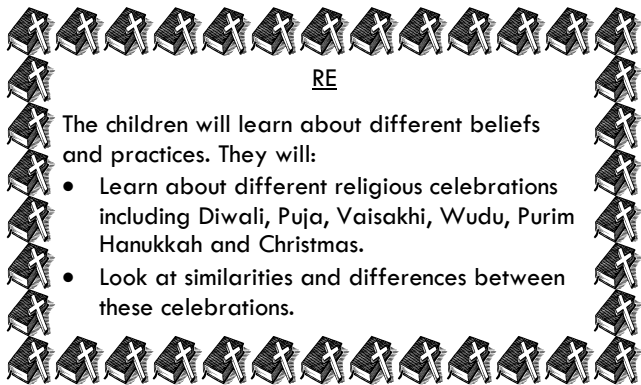 RE
The children will learn about different beliefs
and practices. They will:
• Learn about different religious celebrations
including Diwali, Puja, Vaisakhi, Wudu, Purim
Hanukkah and Christmas.
• Look at similarities and differences between
these celebrations.